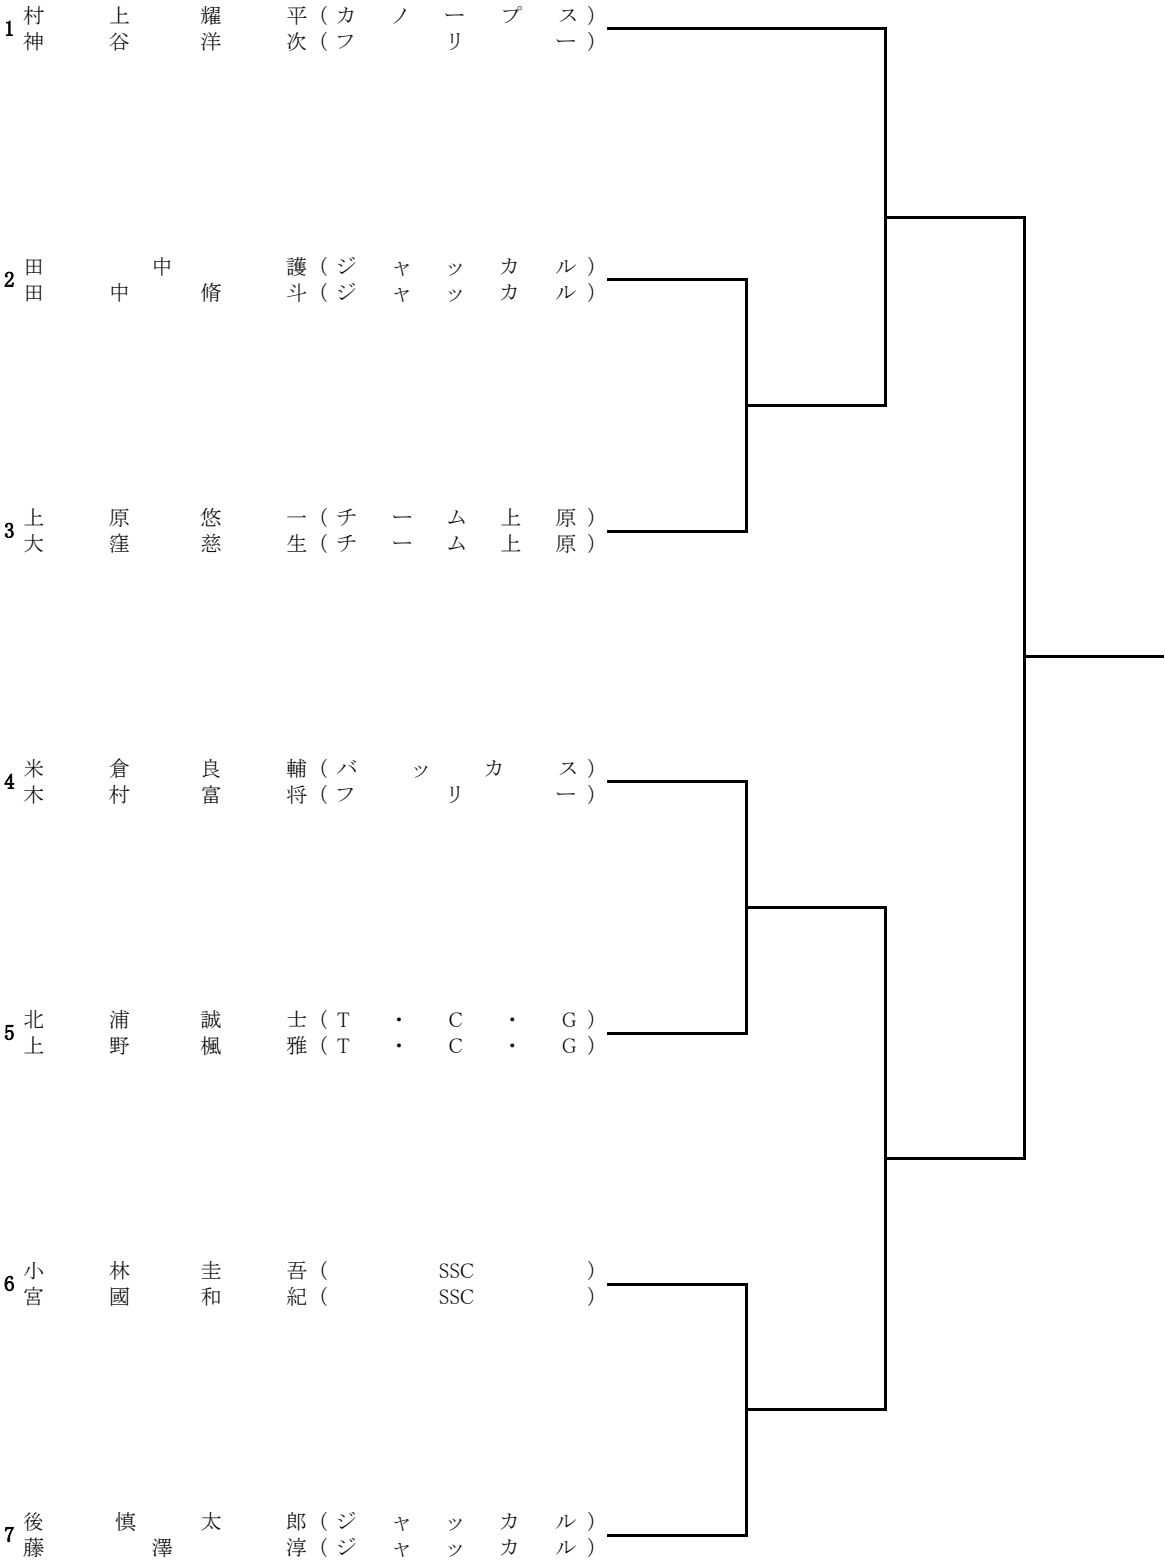 1
村上耀平(カノープス)
神谷洋次(フリー)
2
田中護(ジャッカル)
田中脩斗(ジャッカル)
3
上原悠一(チーム上原)
大窪慈生(チーム上原)
4
米倉良輔(バッカス)
木村富将(フリー)
5
北浦誠士(T・C・G)
上野楓雅(T・C・G)
6
小林圭吾(SSC)
宮國和紀(SSC)
7
後慎太郎(ジャッカル)
藤澤淳(ジャッカル)